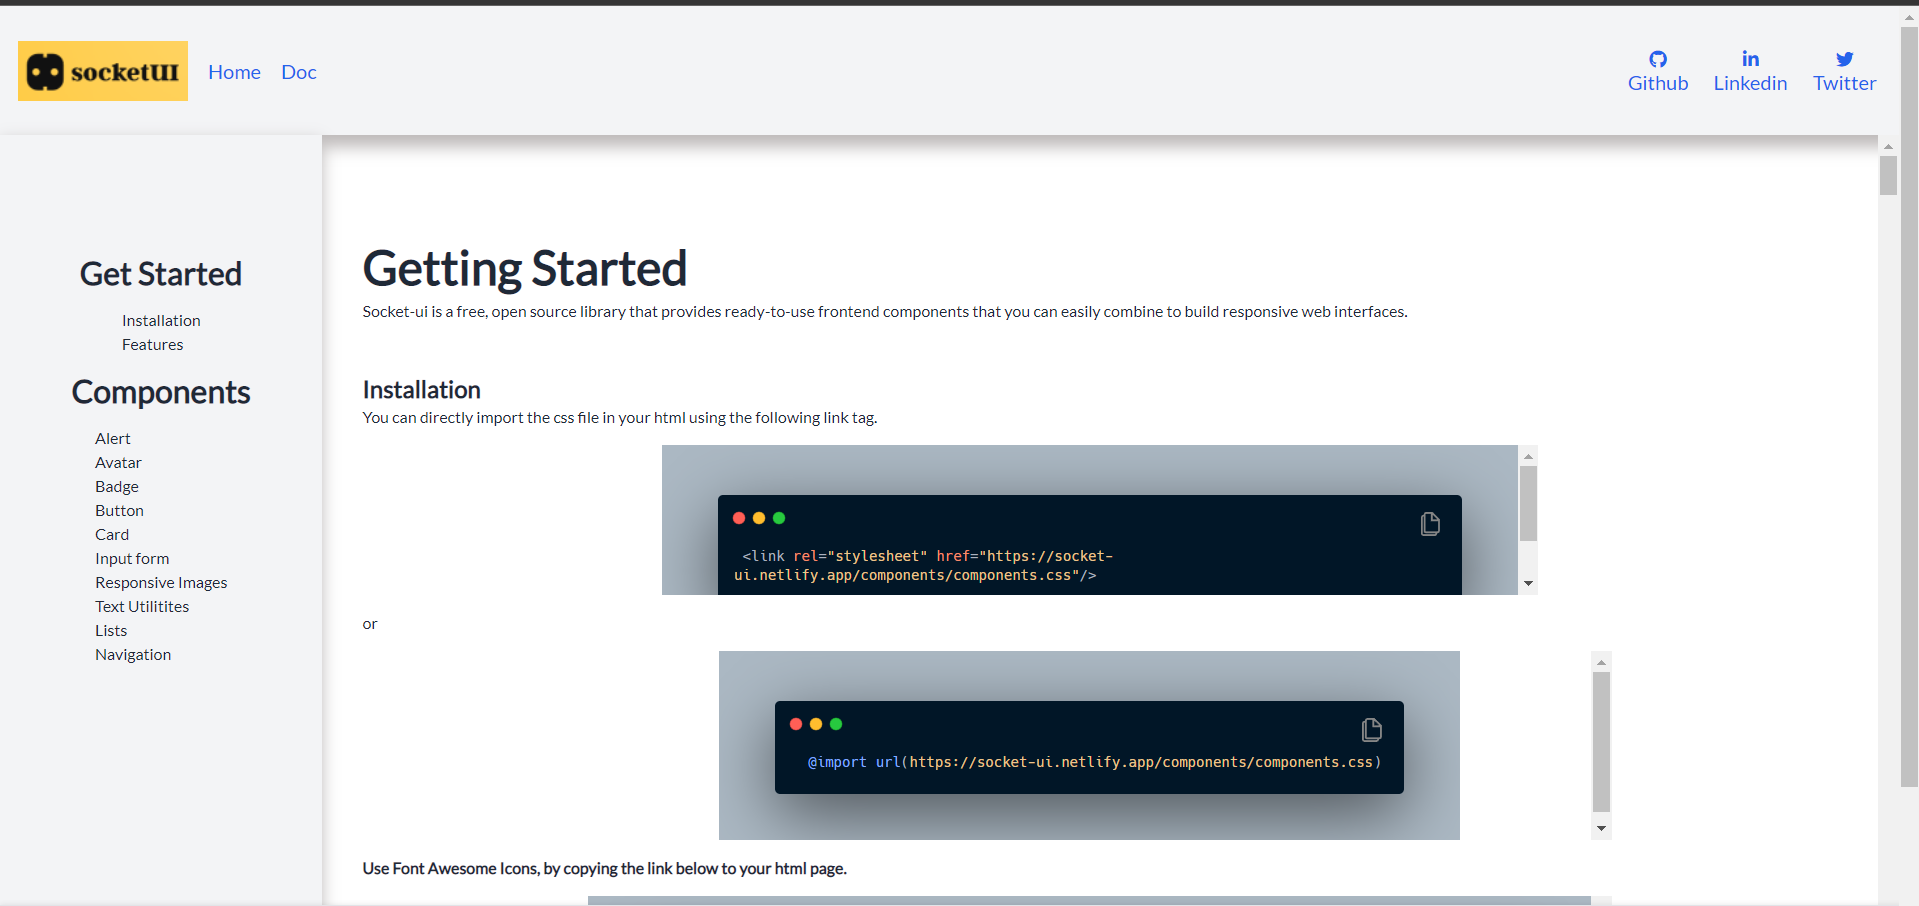 socketUI
Home
Doc
Github
Linkedin
Twitter
Get Started
Installation
Features
Components
Alert
Avatar
Badge
Button
Card
Input form
Responsive Images
Text Utilitites
Lists
Navigation
Getting Started
Socket-ui is a free, open source library that provides ready-to-use frontend components that you can easily combine to build responsive web interfaces.
Installation
You can directly import the css file in your html using the following link tag.
<link rel="stylesheet" href="https://socket-
ui.netlify.app/components/components.css"/>
or
@import url(https://socket-ui.netlify.app/components/components.css)
Use Font Awesome Icons, by copying the link below to your html page.